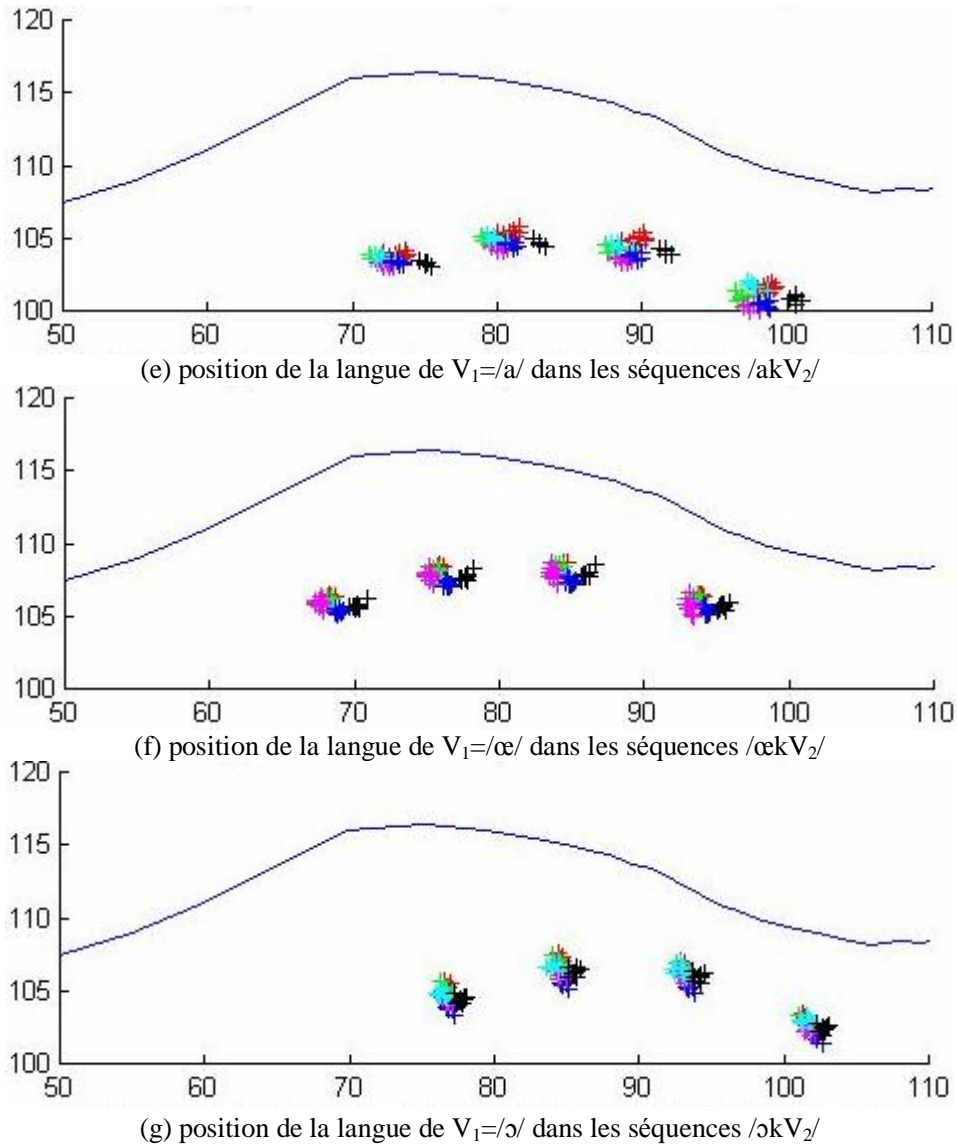 120
115
110
105
100
50 60 70 80 90 100 110
(e) position de la langue de V₁=/a/ dans les séquences /akV₂/
120
115
110
105
100
50 60 70 80 90 100 110
(f) position de la langue de V₁=/œ/ dans les séquences /œkV₂/
120
115
110
105
100
50 60 70 80 90 100 110
(g) position de la langue de V₁=/ɔ/ dans les séquences /ɔkV₂/